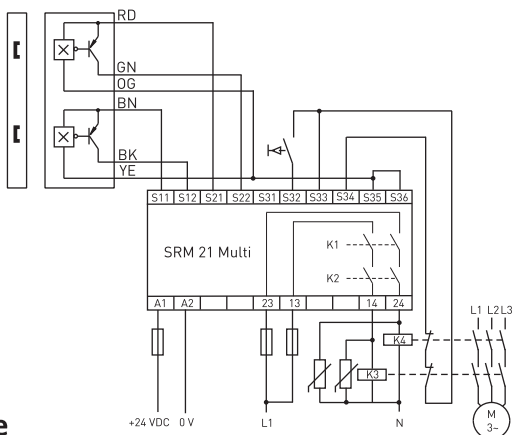 RD
GN
OG
BN
BK
YE
S11 S12 S21 S22 S31 S32 S33 S34 S35 S36
SRM 21 Multi
K1
K2
A1 A2 23 13 14 24
L1 L2 L3
K4
K3
+24 VDC 0 V L1 N
M
3~
e